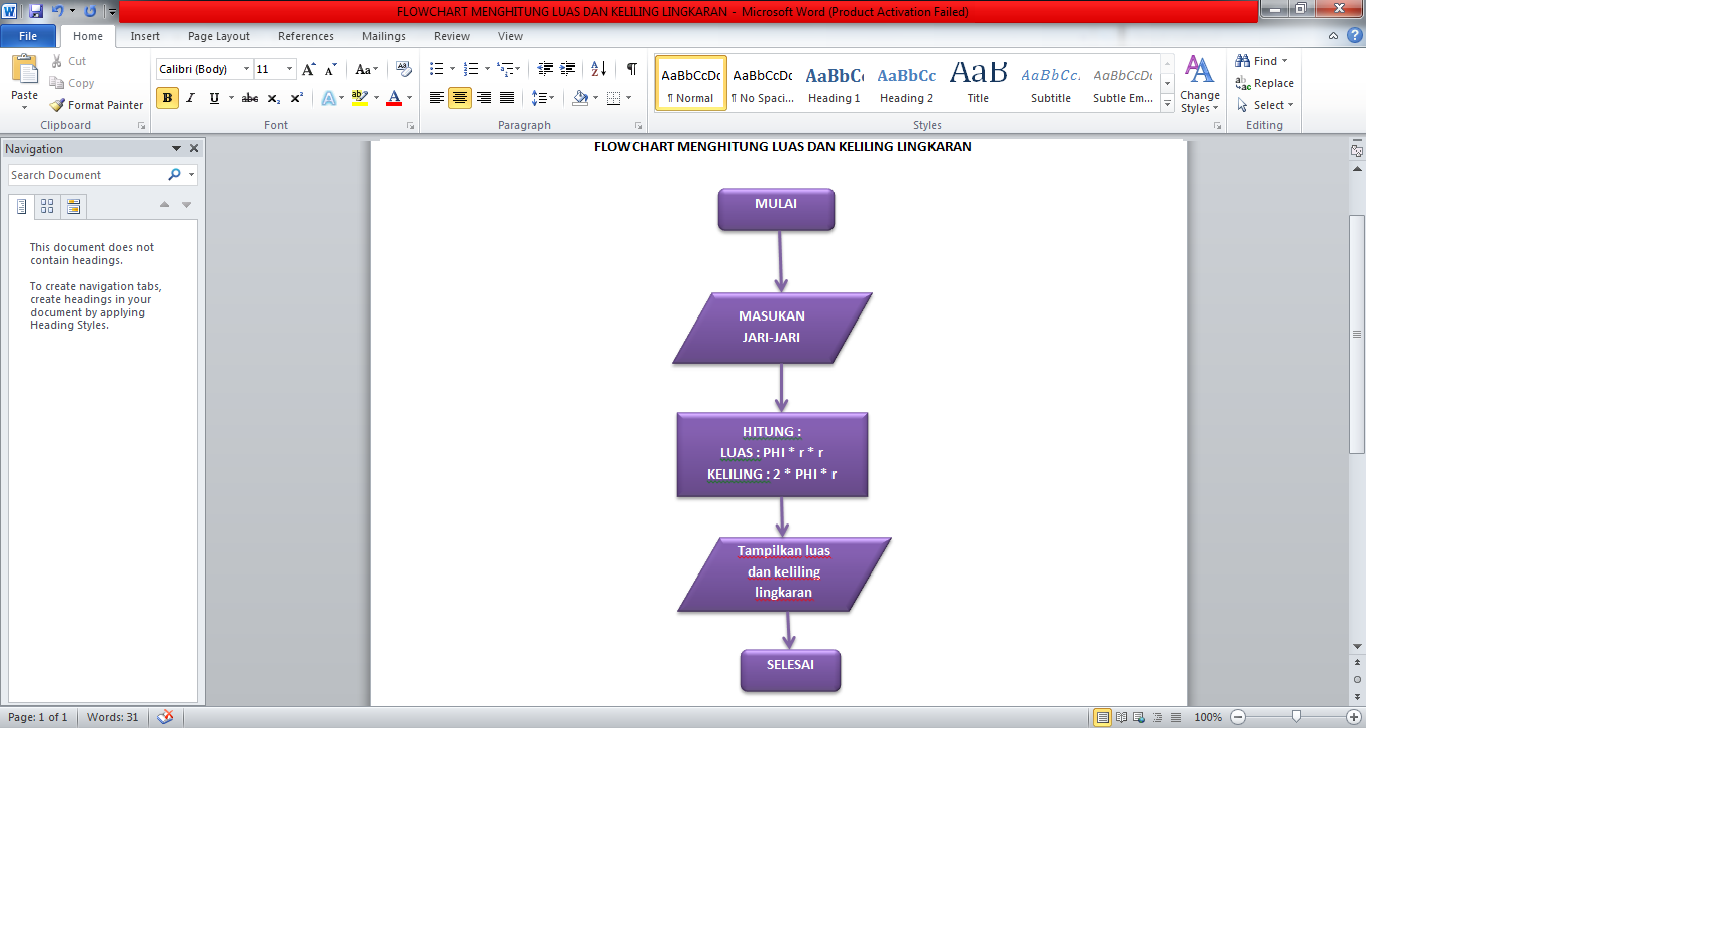 FLOWCHART MENGHITUNG LUAS DAN KELILING LINGKARAN - Microsoft Word (Product Activation Failed)
File Home Insert Page Layout References Mailings Review View
Paste
Cut
Copy
Format Painter
Clipboard
Calibri (Body) 11
Font
Paragraph
AaBbCcDc AaBbCcDc AaBbCc AaBbCc AaB AaBbCc. AaBbCcDc
¶ Normal ¶ No Spaci... Heading 1 Heading 2 Title Subtitle Subtle Em...
Styles
Change
Styles
Find
Replace
Select
Editing
Navigation
Search Document
This document does not
contain headings.
To create navigation tabs,
create headings in your
document by applying
Heading Styles.
FLOWCHART MENGHITUNG LUAS DAN KELILING LINGKARAN
MULAI
MASUKAN
JARI-JARI
HITUNG :
LUAS : PHI * r * r
KELILING : 2 * PHI * r
Tampilkan luas
dan keliling
lingkaran
SELESAI
Page: 1 of 1 Words: 31
100%